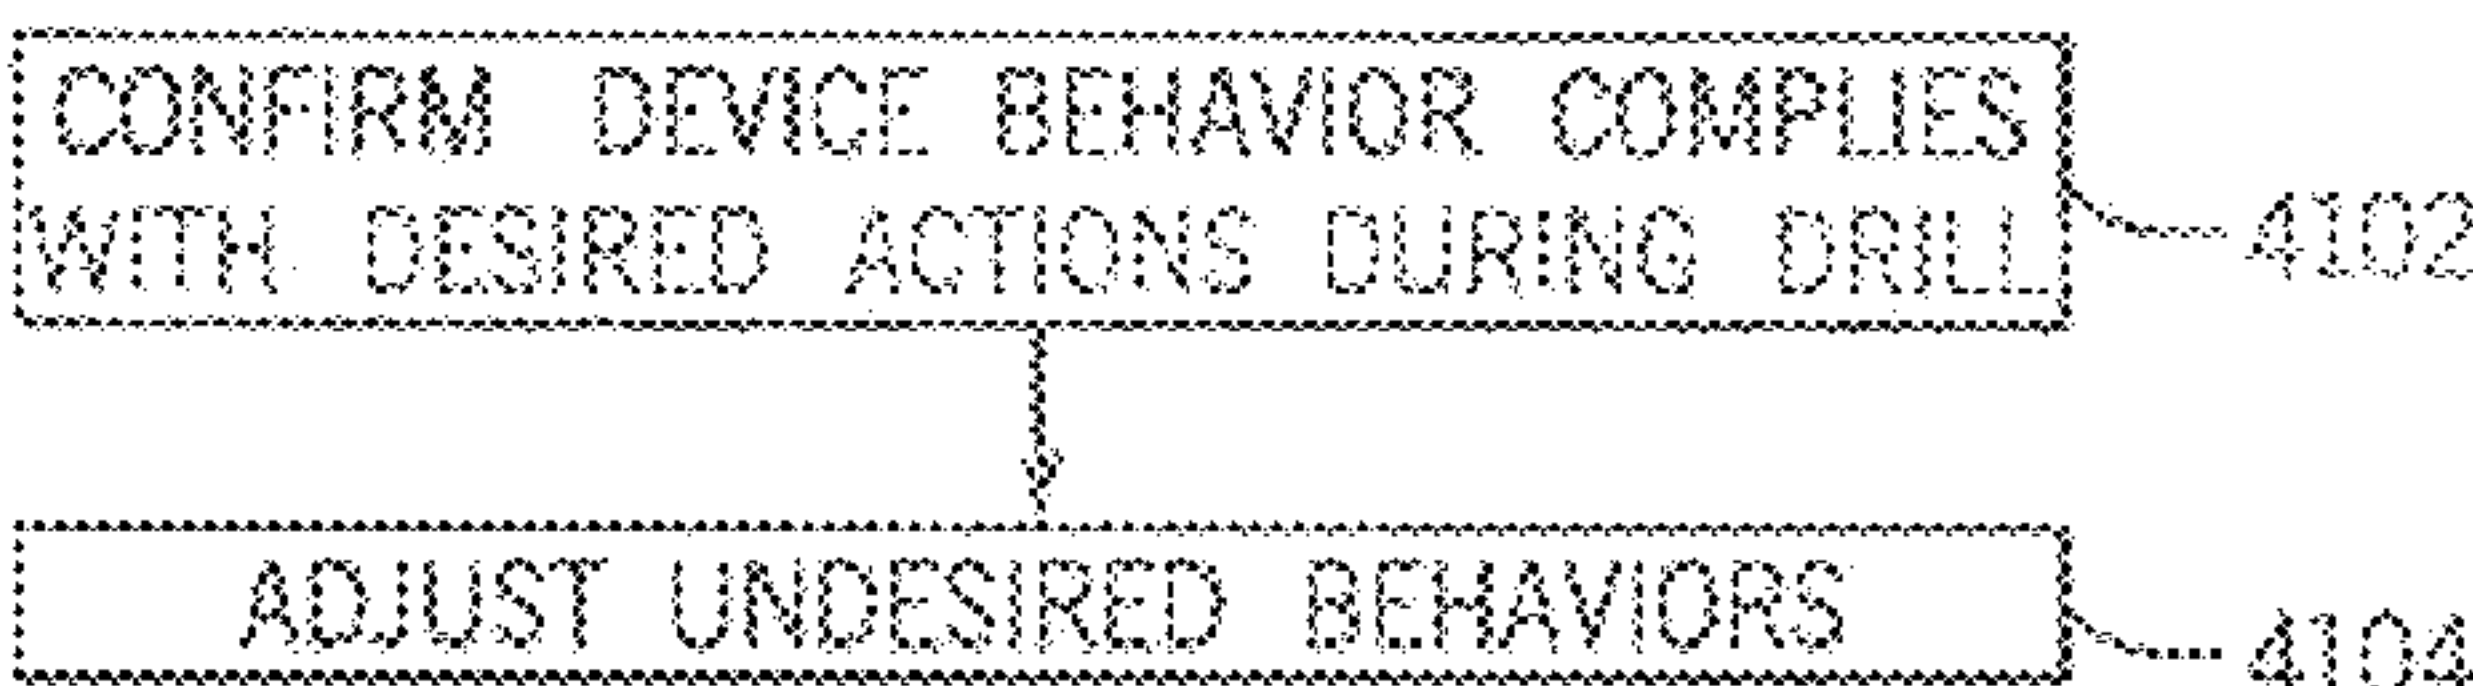 CONFIRM DEVICE BEHAVIOR COMPLIES
WITH DESIRED ACTIONS DURING DRILL
4102
ADJUST UNDESIRED BEHAVIORS
4104